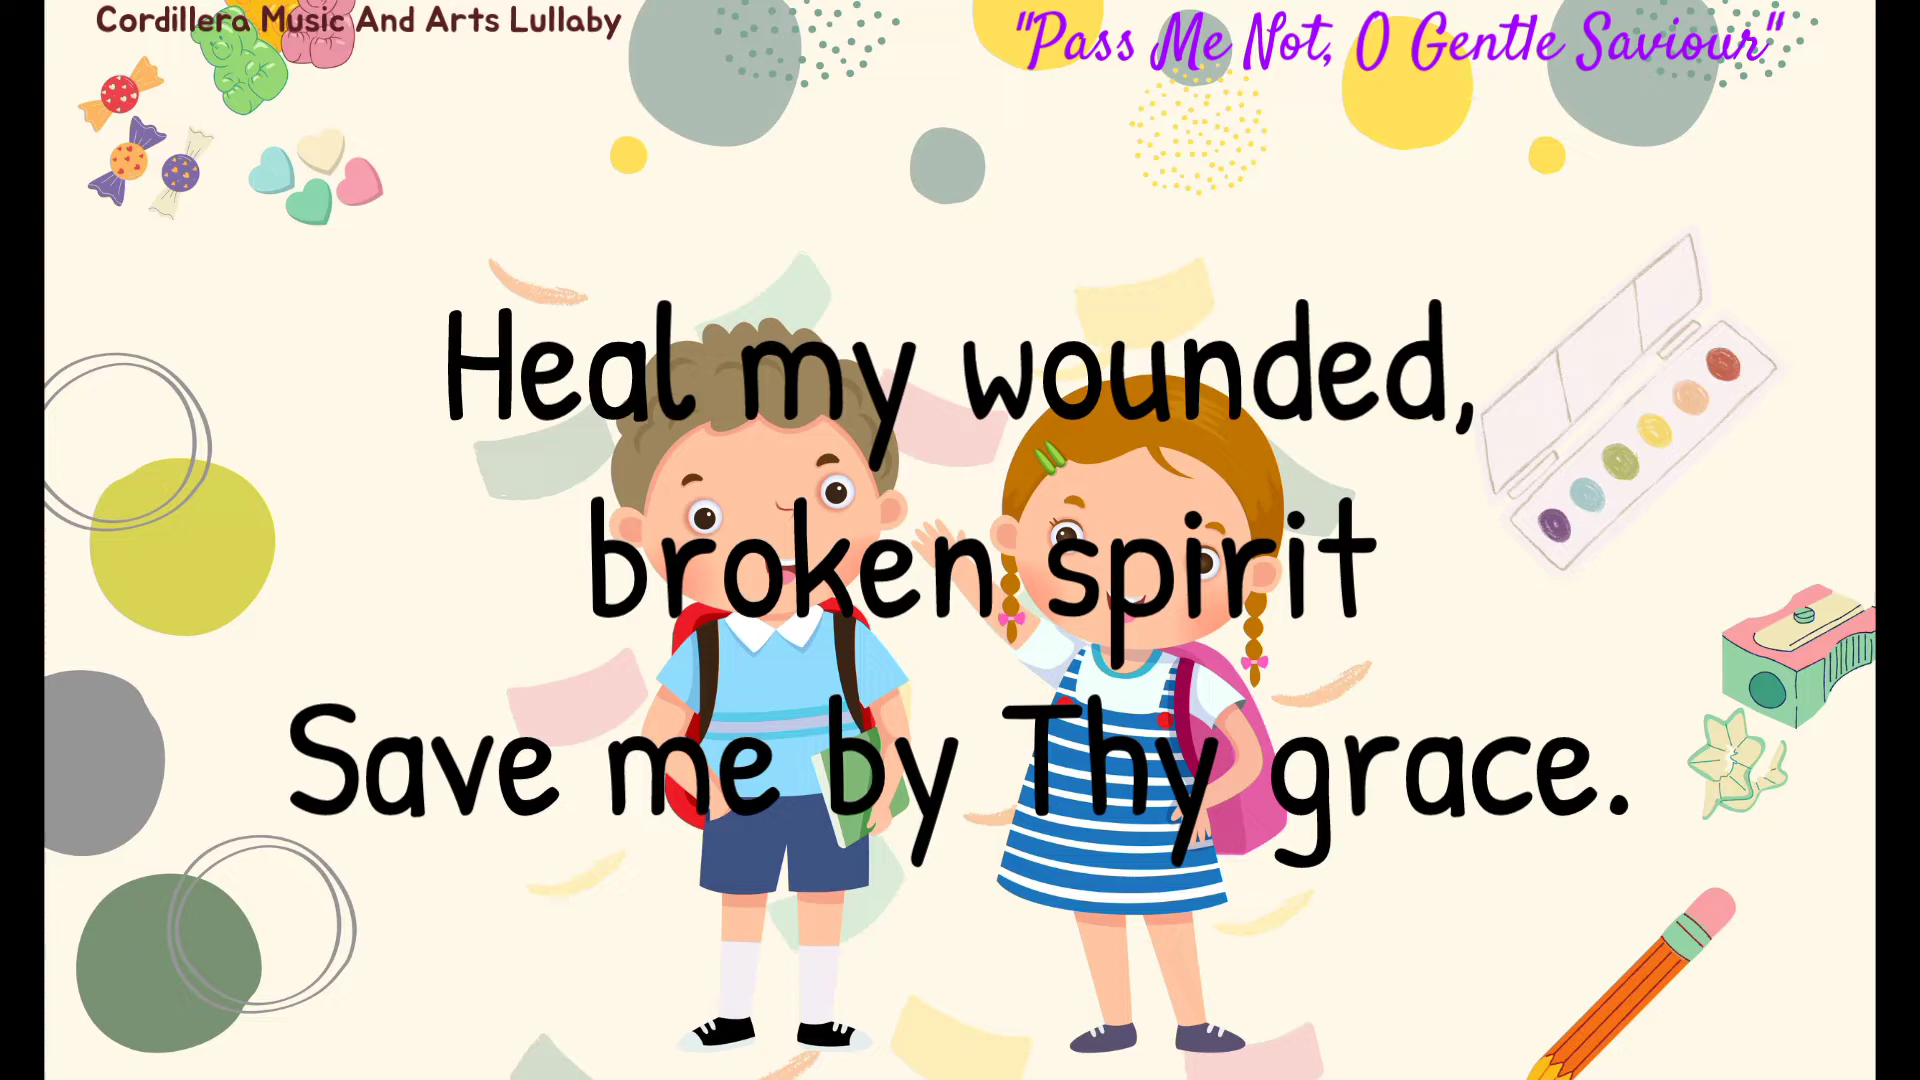 Cordillera Music And Arts Lullaby
"Pass Me Not, O Gentle Saviour"
Heal my wounded,
broken spirit
Save me by Thy grace.